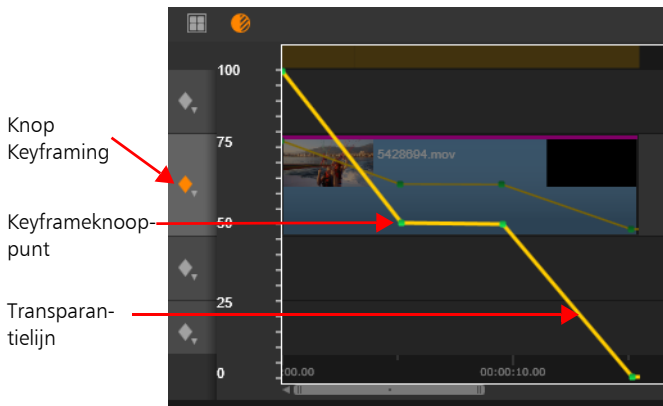 100
Knop
Keyframing
75
5428694.mov
Keyframeknoop-
punt
50
Transparan-
tielijn
25
0
:00.00
00:00:10.00